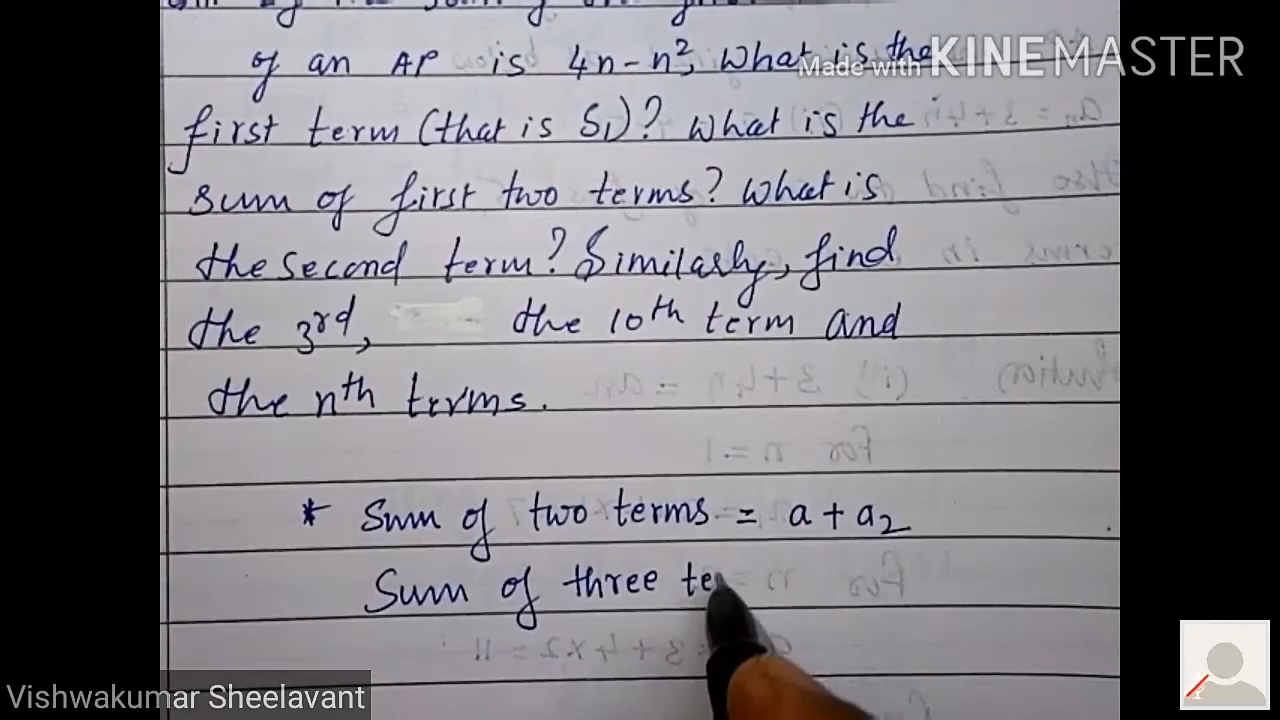 of an AP is 4n - n², What is the
first term (that is S₁)? What is the
sum of first two terms? What is
the second term? Similarly, find
the 3rd, the 10th term and
the nth terms.
* Sum of two terms = a + a₂
Sum of three te
Made with KINEMASTER
Vishwakumar Sheelavant